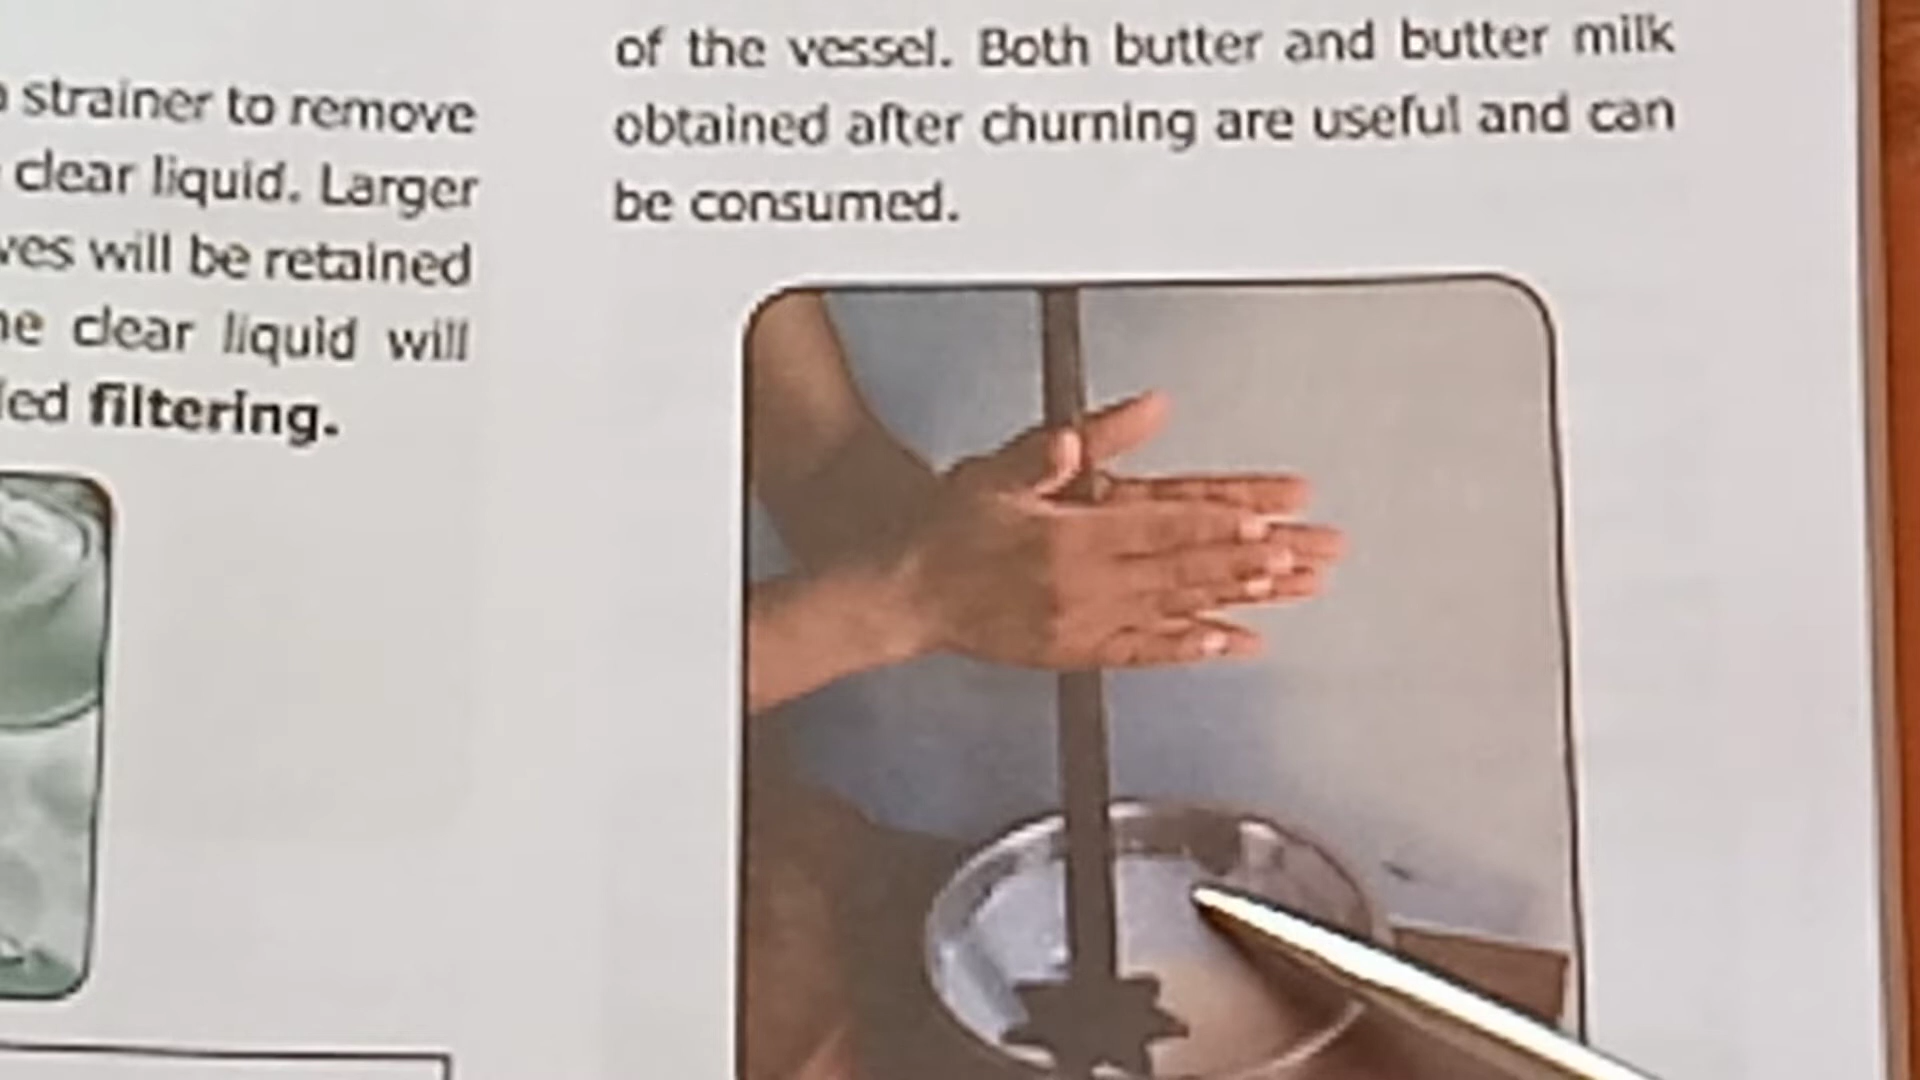 strainer to remove
clear liquid. Larger
will be retained
clear liquid will
filtering.
of the vessel. Both butter and butter milk
obtained after churning are useful and can
be consumed.